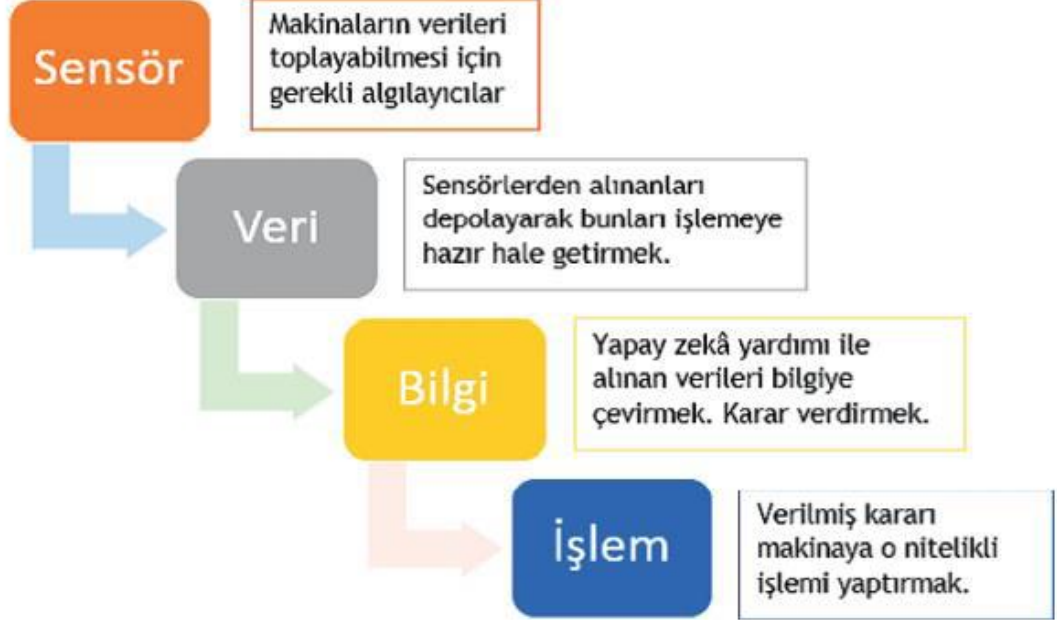 Sensör
Makinaların verileri
toplayabilmesi için
gerekli algılayıcılar
Veri
Sensörlerden alınanları
depolayarak bunları işlemeye
hazır hale getirmek.
Bilgi
Yapay zekâ yardımı ile
alınan verileri bilgiye
çevirmek. Karar verdirmek.
İşlem
Verilmiş kararı
makinaya o nitelikli
işlemi yaptırmak.